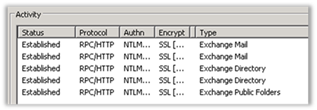 Activity
Status Protocol Authn Encrypt Type
Established RPC/HTTP NTLM... SSL [... Exchange Mail
Established RPC/HTTP NTLM... SSL [... Exchange Mail
Established RPC/HTTP NTLM... SSL [... Exchange Directory
Established RPC/HTTP NTLM... SSL [... Exchange Directory
Established RPC/HTTP NTLM... SSL [... Exchange Public Folders